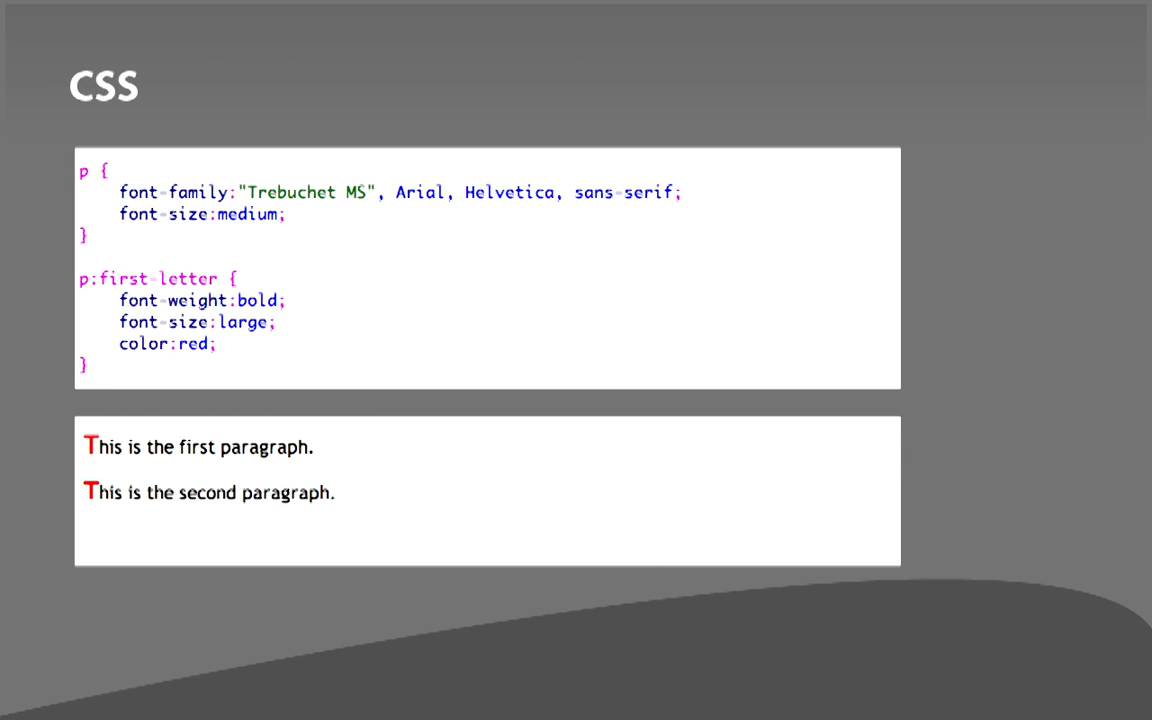 CSS
p {
    font-family:"Trebuchet MS", Arial, Helvetica, sans-serif;
    font-size:medium;
}
p:first-letter {
    font-weight:bold;
    font-size:large;
    color:red;
}
This is the first paragraph.
This is the second paragraph.